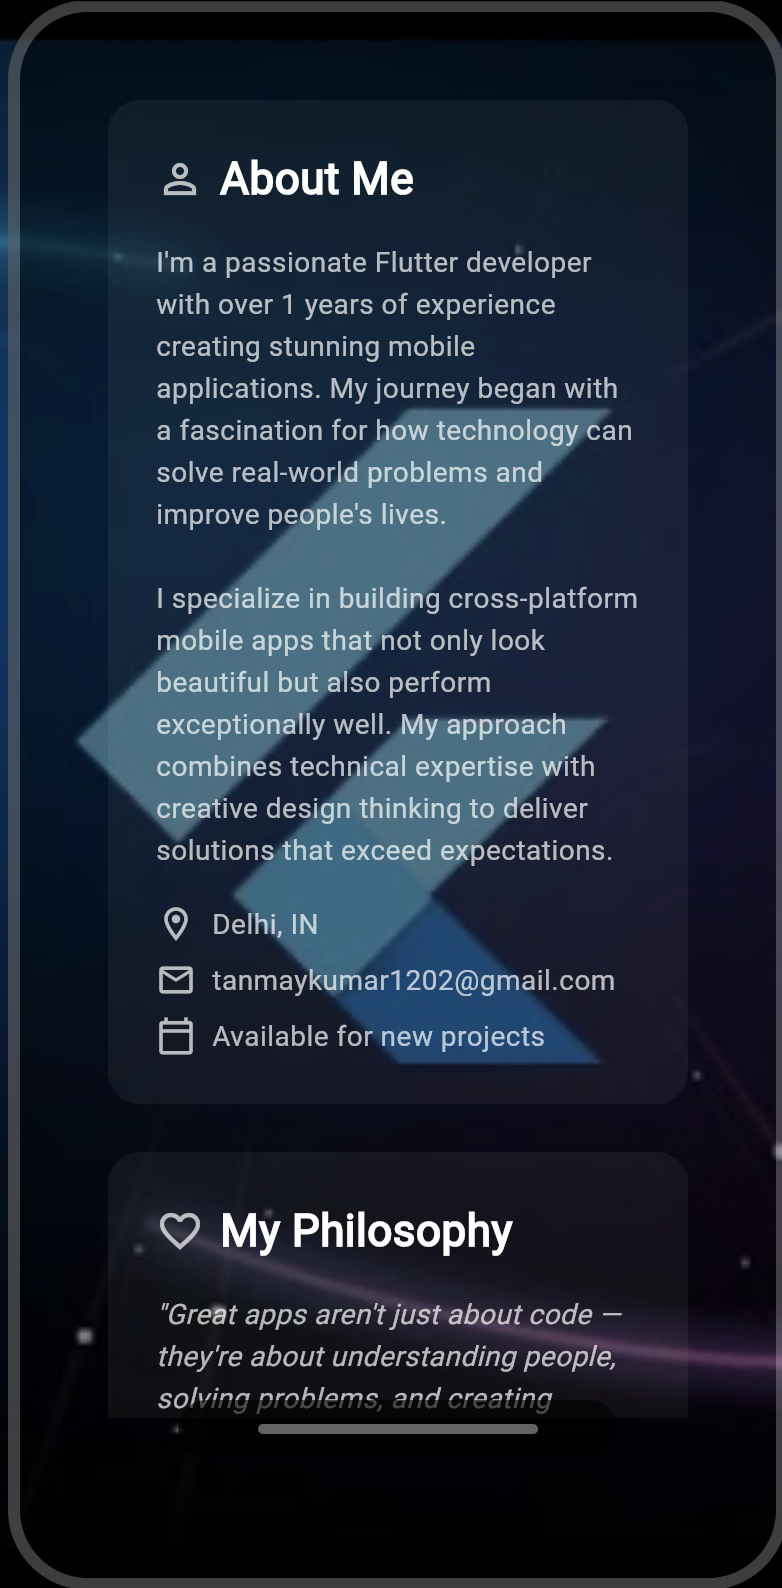 About Me
I'm a passionate Flutter developer
with over 1 years of experience
creating stunning mobile
applications. My journey began with
a fascination for how technology can
solve real-world problems and
improve people's lives.
I specialize in building cross-platform
mobile apps that not only look
beautiful but also perform
exceptionally well. My approach
combines technical expertise with
creative design thinking to deliver
solutions that exceed expectations.
Delhi, IN
tanmaykumar1202@gmail.com
Available for new projects
My Philosophy
"Great apps aren't just about code —
they're about understanding people,
solving problems, and creating